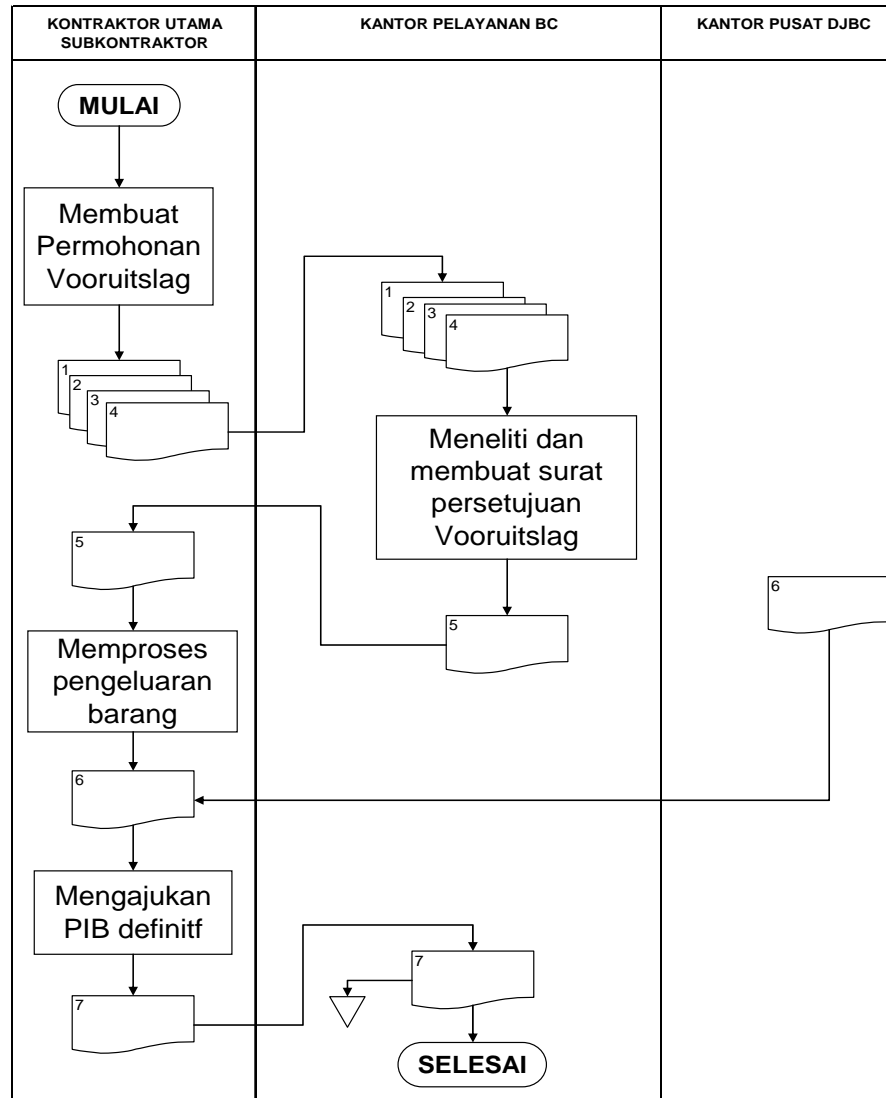 KONTRAKTOR UTAMA
SUBKONTRAKTOR
KANTOR PELAYANAN BC
KANTOR PUSAT DJBC
MULAI
Membuat
Permohonan
Vooruitslag
1
2
3
4
1
2
3
4
Meneliti dan
membuat surat
persetujuan
Vooruitslag
5
5
6
Memproses
pengeluaran
barang
6
Mengajukan
PIB definitf
7
7
SELESAI